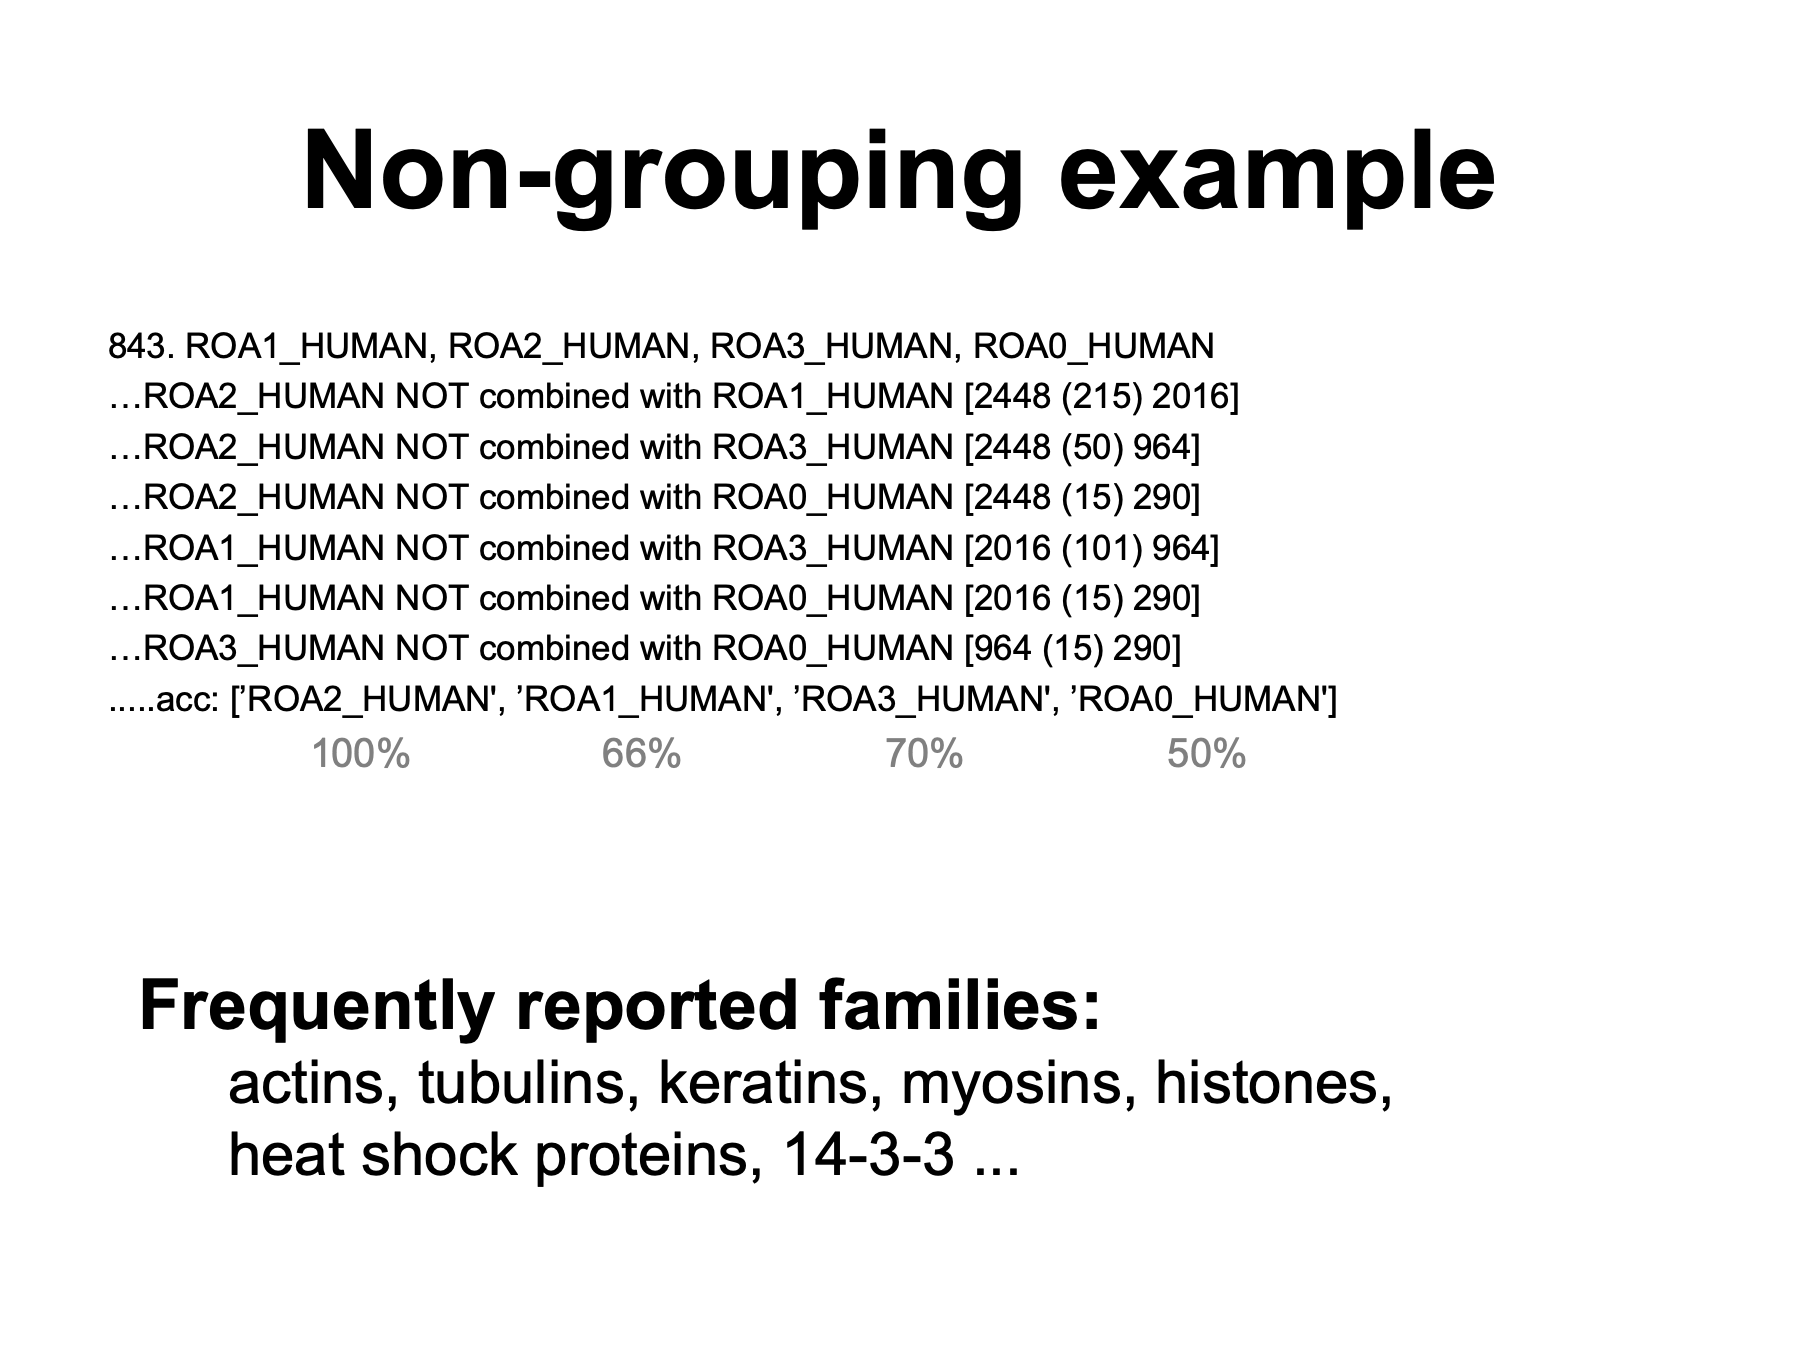 Non-grouping example
843. ROA1_HUMAN, ROA2_HUMAN, ROA3_HUMAN, ROA0_HUMAN
…ROA2_HUMAN NOT combined with ROA1_HUMAN [2448 (215) 2016]
…ROA2_HUMAN NOT combined with ROA3_HUMAN [2448 (50) 964]
…ROA2_HUMAN NOT combined with ROA0_HUMAN [2448 (15) 290]
…ROA1_HUMAN NOT combined with ROA3_HUMAN [2016 (101) 964]
…ROA1_HUMAN NOT combined with ROA0_HUMAN [2016 (15) 290]
…ROA3_HUMAN NOT combined with ROA0_HUMAN [964 (15) 290]
.....acc: [’ROA2_HUMAN', ’ROA1_HUMAN', ’ROA3_HUMAN', ’ROA0_HUMAN']
100% 66% 70% 50%
Frequently reported families:
actins, tubulins, keratins, myosins, histones,
heat shock proteins, 14-3-3 ...